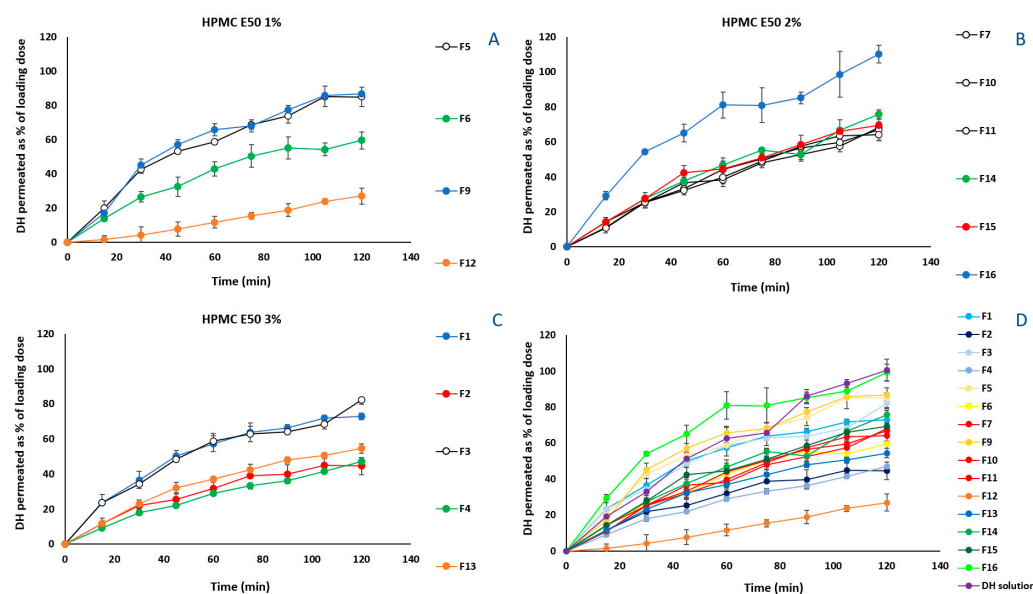 HPMC E50 1%
A
DH permeated as % of loading dose
120
100
80
60
40
20
0
0 20 40 60 80 100 120 140
Time (min)
F5
F6
F9
F12
HPMC E50 2%
B
DH permeated as % of loading dose
120
100
80
60
40
20
0
0 20 40 60 80 100 120 140
Time (min)
F7
F10
F11
F14
F15
F16
HPMC E50 3%
C
DH permeated as % of loading dose
120
100
80
60
40
20
0
0 20 40 60 80 100 120 140
Time (min)
F1
F2
F3
F4
F13
D
DH permeated as % of loading dose
120
100
80
60
40
20
0
0 20 40 60 80 100 120 140
Time (min)
F1
F2
F3
F4
F5
F6
F7
F9
F10
F11
F12
F13
F14
F15
F16
DH solution